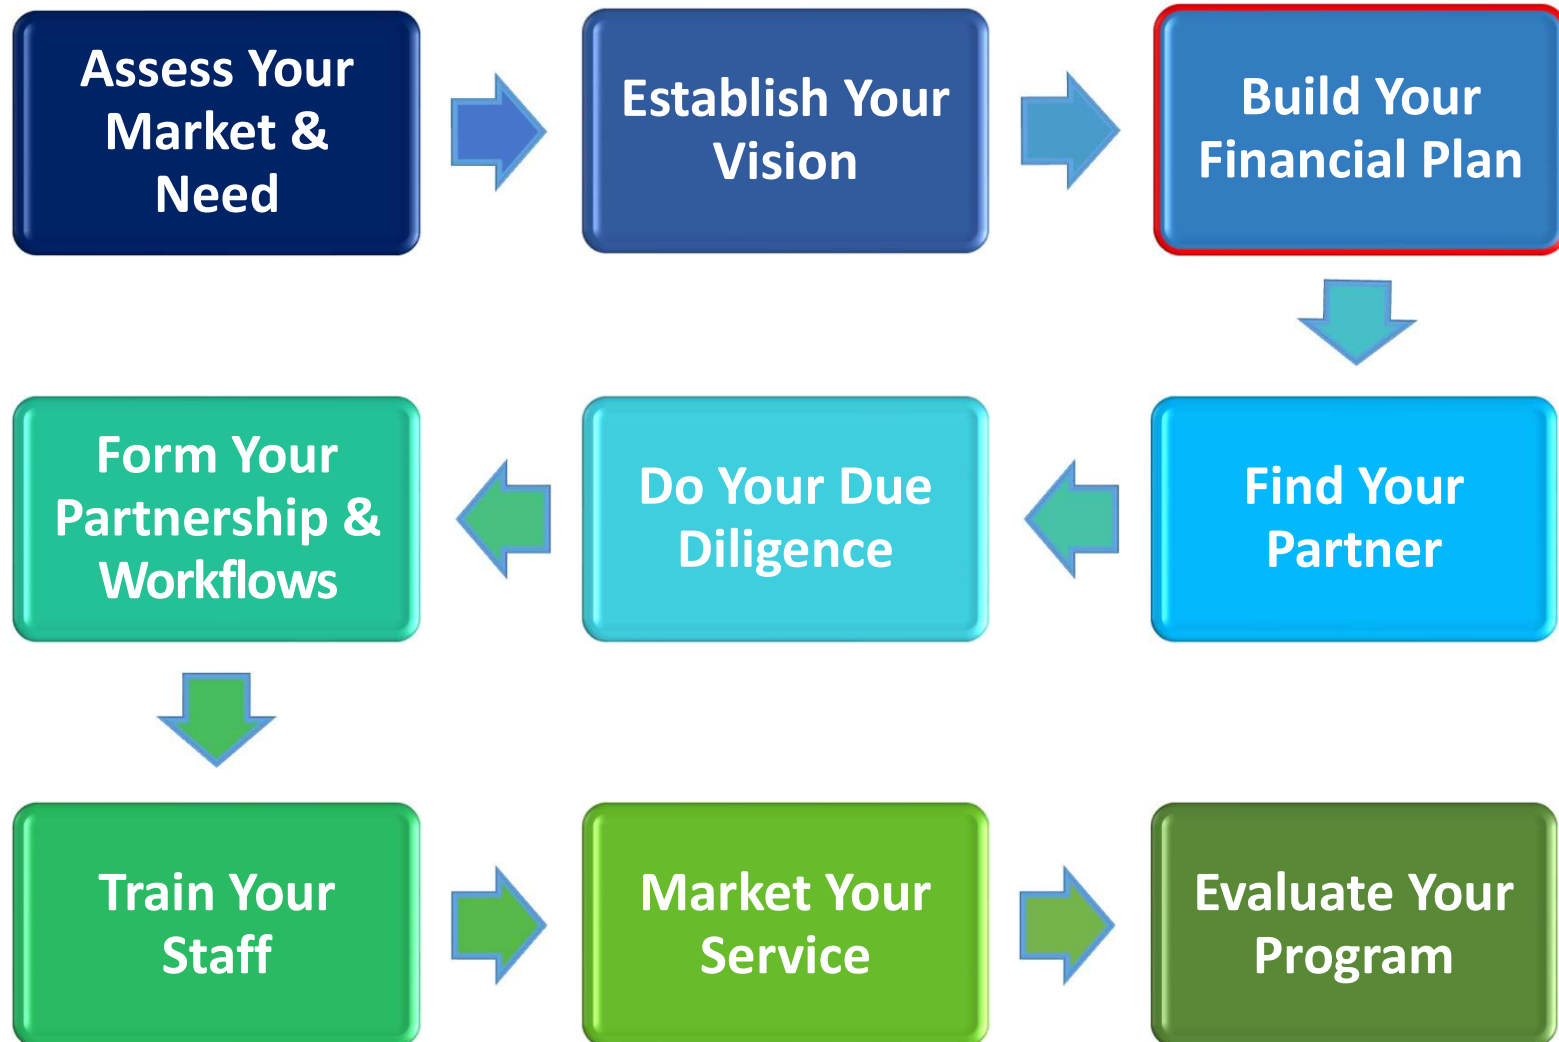 Assess Your
Market &
Need
Establish Your
Vision
Build Your
Financial Plan
Find Your
Partner
Do Your Due
Diligence
Form Your
Partnership &
Workflows
Train Your
Staff
Market Your
Service
Evaluate Your
Program